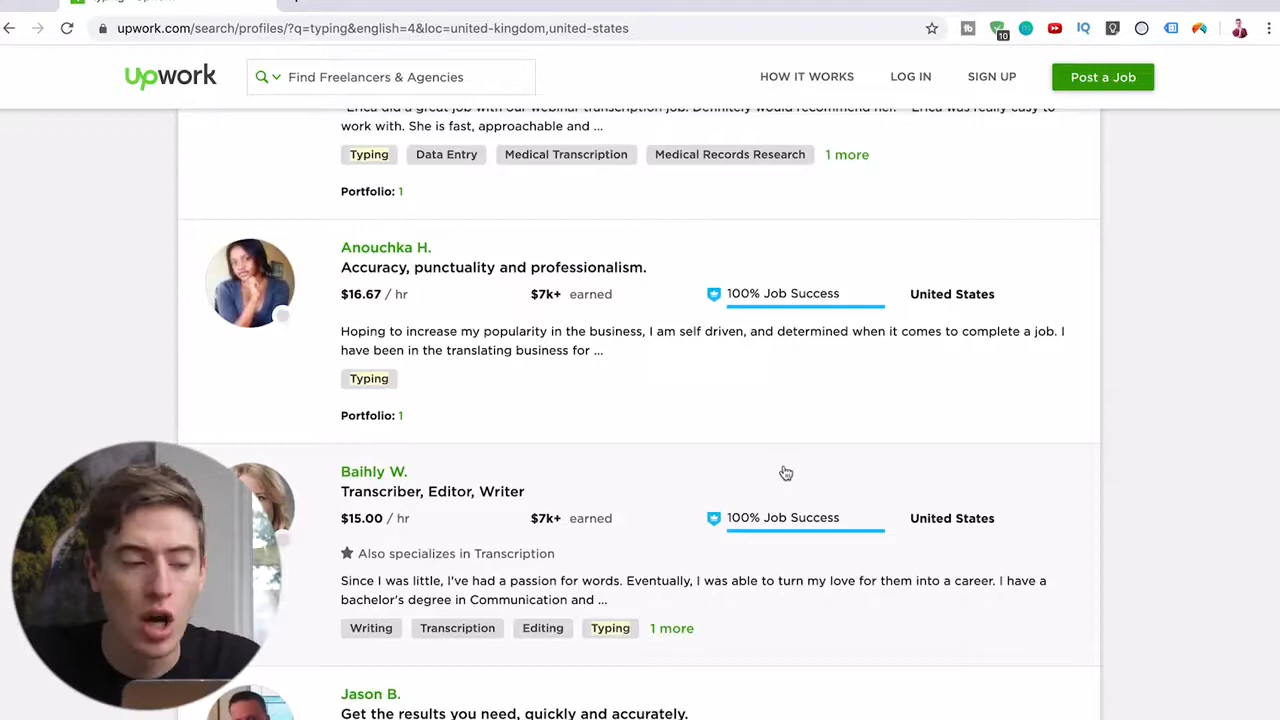 upwork.com/search/profiles/?q=typing&english=4&loc=united-kingdom,united-states
10
IQ
upwork
Find Freelancers & Agencies
HOW IT WORKS
LOG IN
SIGN UP
Post a Job
"Erica did a great job with our webinar transcription job. Definitely would recommend her." "Erica was really easy to
work with. She is fast, approachable and ...
Typing
Data Entry
Medical Transcription
Medical Records Research
1 more
Portfolio: 1
Anouchka H.
Accuracy, punctuality and professionalism.
$16.67 / hr
$7k+ earned
100% Job Success
United States
Hoping to increase my popularity in the business, I am self driven, and determined when it comes to complete a job. I
have been in the translating business for ...
Typing
Portfolio: 1
Baihly W.
Transcriber, Editor, Writer
$15.00 / hr
$7k+ earned
100% Job Success
United States
Also specializes in Transcription
Since I was little, I've had a passion for words. Eventually, I was able to turn my love for them into a career. I have a
bachelor's degree in Communication and ...
Writing
Transcription
Editing
Typing
1 more
Jason B.
Get the results you need, quickly and accurately.